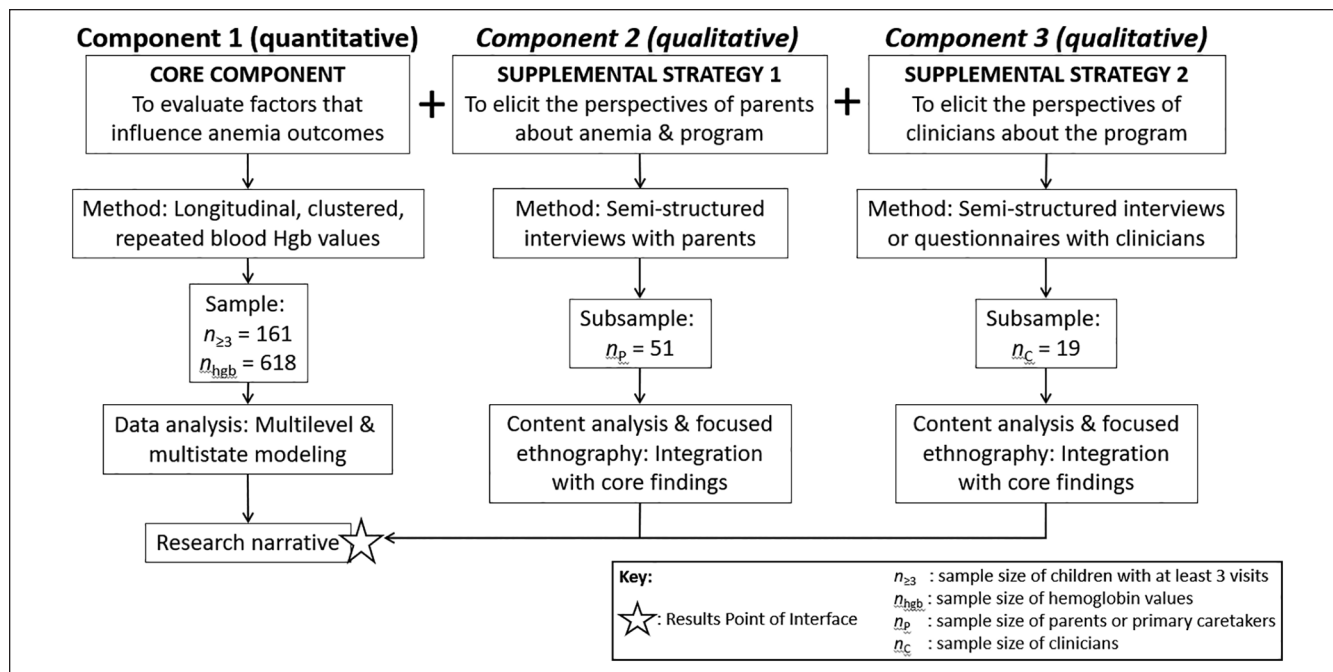 Component 1 (quantitative)
CORE COMPONENT
To evaluate factors that
influence anemia outcomes
Method: Longitudinal, clustered,
repeated blood Hgb values
Sample:
n≥3 = 161
nhgb = 618
Data analysis: Multilevel &
multistate modeling
Research narrative
+
Component 2 (qualitative)
SUPPLEMENTAL STRATEGY 1
To elicit the perspectives of parents
about anemia & program
Method: Semi-structured
interviews with parents
Subsample:
nP = 51
Content analysis & focused
ethnography: Integration
with core findings
+
Component 3 (qualitative)
SUPPLEMENTAL STRATEGY 2
To elicit the perspectives of
clinicians about the program
Method: Semi-structured interviews
or questionnaires with clinicians
Subsample:
nC = 19
Content analysis & focused
ethnography: Integration
with core findings
Key:
: Results Point of Interface
n≥3 : sample size of children with at least 3 visits
nhgb : sample size of hemoglobin values
nP : sample size of parents or primary caretakers
nC : sample size of clinicians